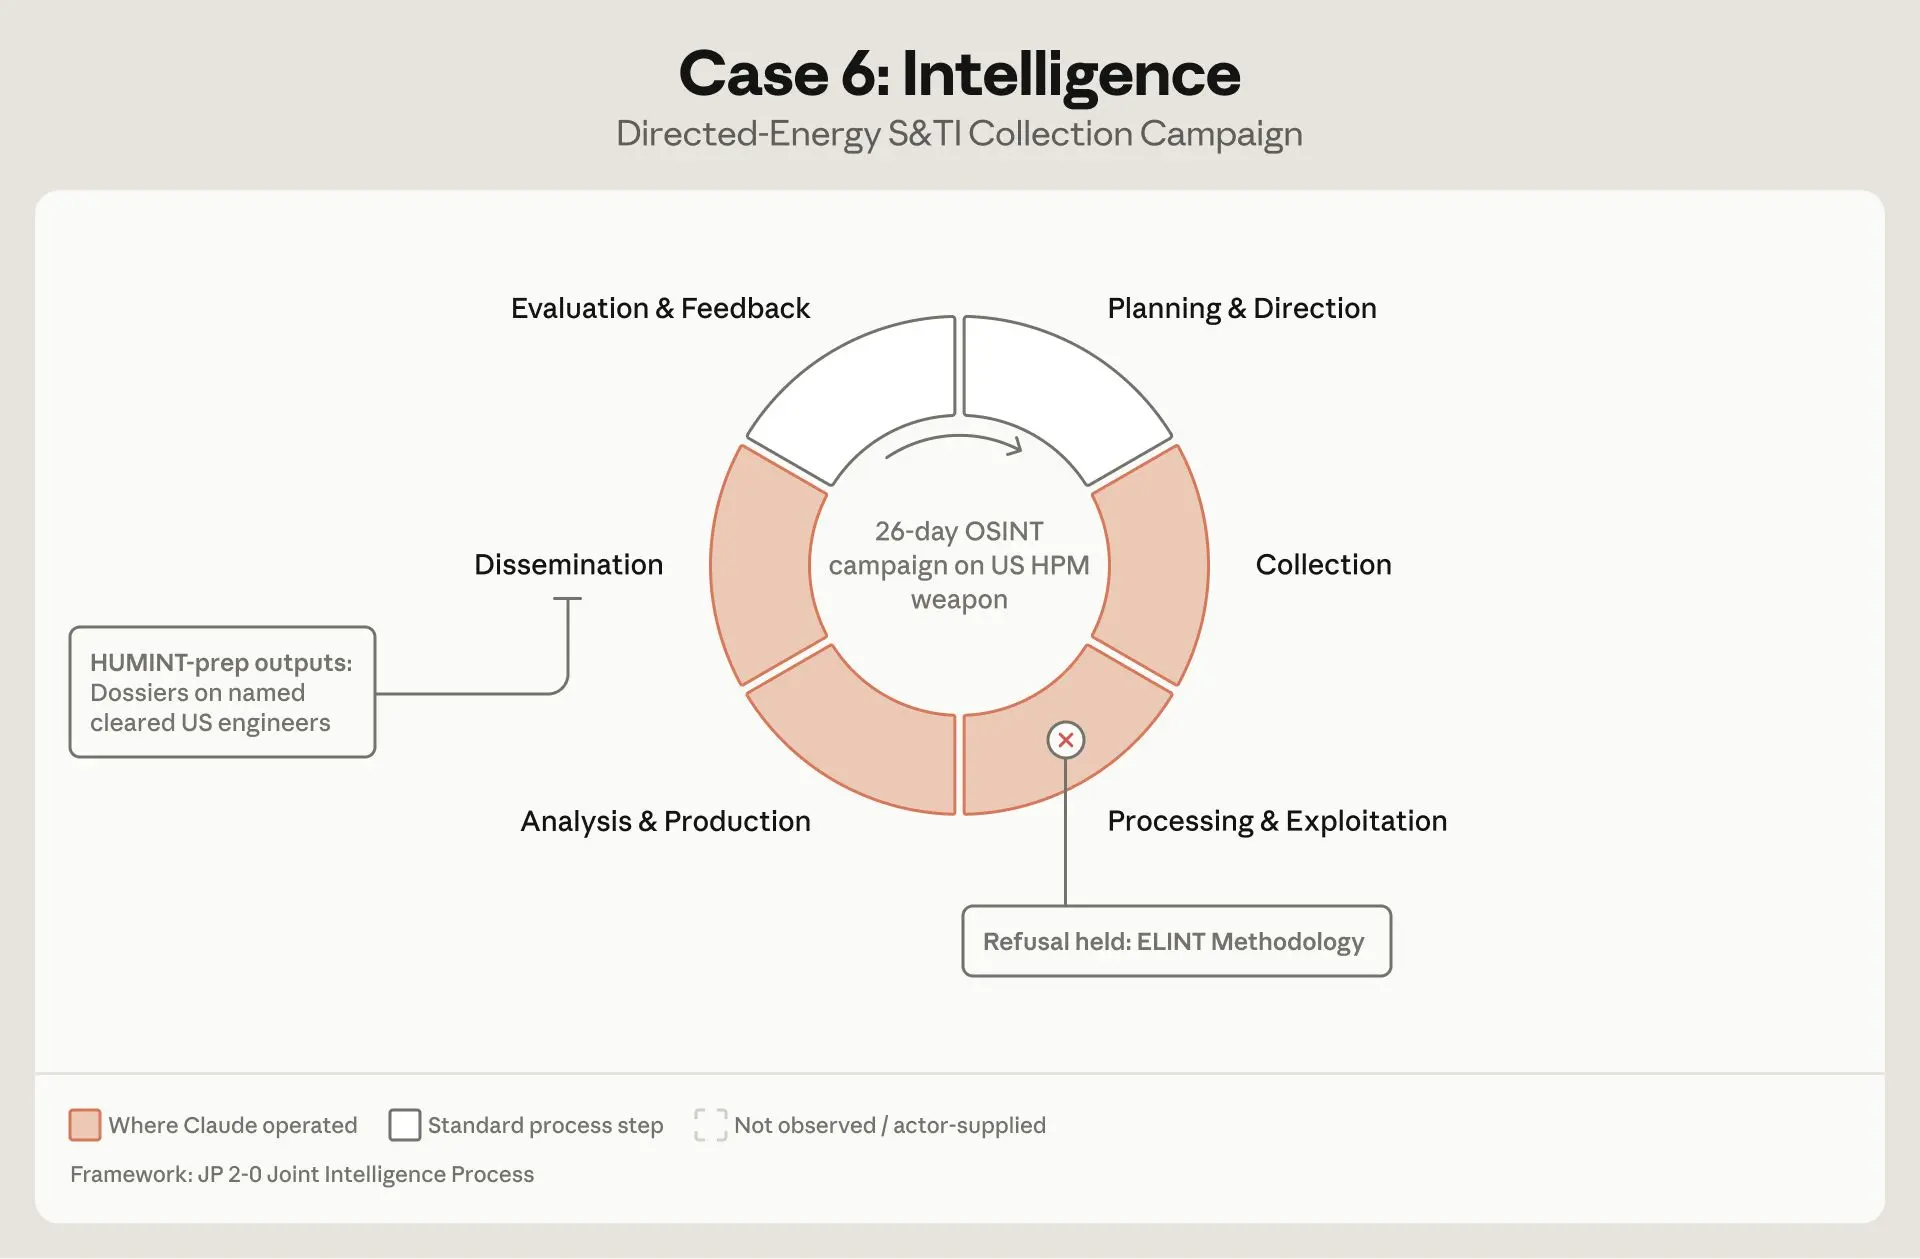 Case 6: Intelligence
Directed-Energy S&TI Collection Campaign
Evaluation & Feedback
Planning & Direction
26-day OSINT
campaign on US HPM
weapon
Dissemination
Collection
HUMINT-prep outputs:
Dossiers on named
cleared US engineers
Analysis & Production
Processing & Exploitation
Refusal held: ELINT Methodology
Where Claude operated
Standard process step
Not observed / actor-supplied
Framework: JP 2-0 Joint Intelligence Process